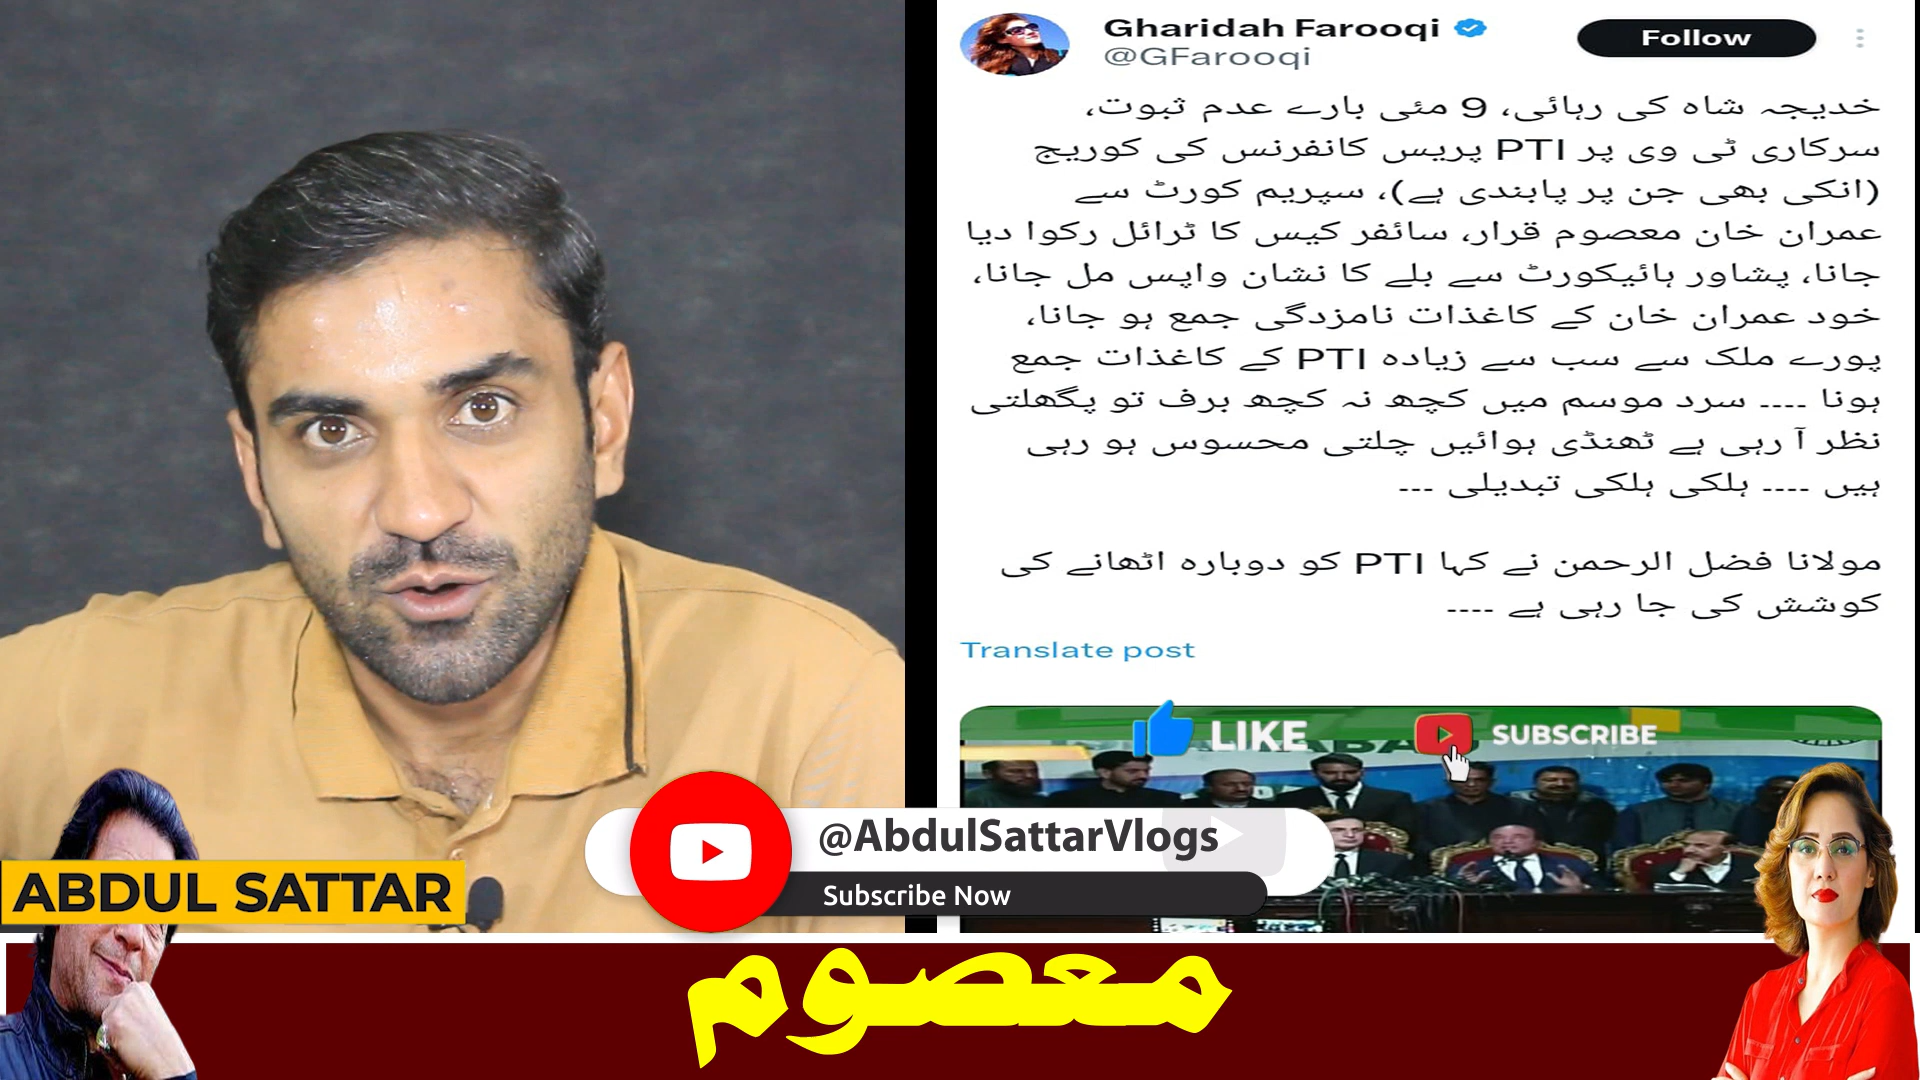 Gharidah Farooqi
@GFarooqi
Follow
خدیجہ شاہ کی رہائی، 9 مئی بارے عدم ثبوت،
سرکاری ٹی وی پر PTI پریس کانفرنس کی کوریج
(انکی بھی جن پر پابندی ہے)، سپریم کورٹ سے
عمران خان معصوم قرار، سائفر کیس کا ٹرائل رکوا دیا
جانا، پشاور ہائیکورٹ سے بلے کا نشان واپس مل جانا،
خود عمران خان کے کاغذات نامزدگی جمع ہو جانا،
پورے ملک سے سب سے زیادہ PTI کے کاغذات جمع
ہونا ---- سرد موسم میں کچھ نہ کچھ برف تو پگھلتی
نظر آ رہی ہے ٹھنڈی ہوائیں چلتی محسوس ہو رہی
ہیں ---- ہلکی ہلکی تبدیلی ---
مولانا فضل الرحمن نے کہا PTI کو دوبارہ اٹھانے کی
کوشش کی جا رہی ہے ----
Translate post
LIKE
SUBSCRIBE
@AbdulSattarVlogs
Subscribe Now
ABDUL SATTAR
معصوم